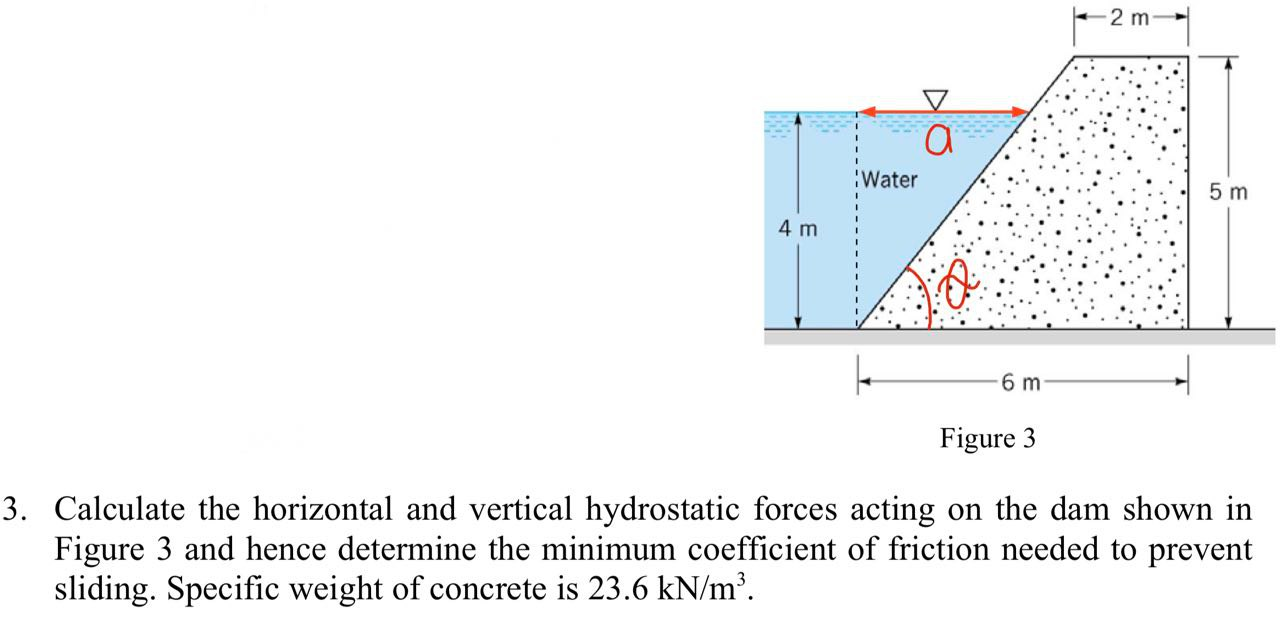 2 m
a
Water
5 m
4 m
θ
6 m
Figure 3
3. Calculate the horizontal and vertical hydrostatic forces acting on the dam shown in
Figure 3 and hence determine the minimum coefficient of friction needed to prevent
sliding. Specific weight of concrete is 23.6 kN/m³.